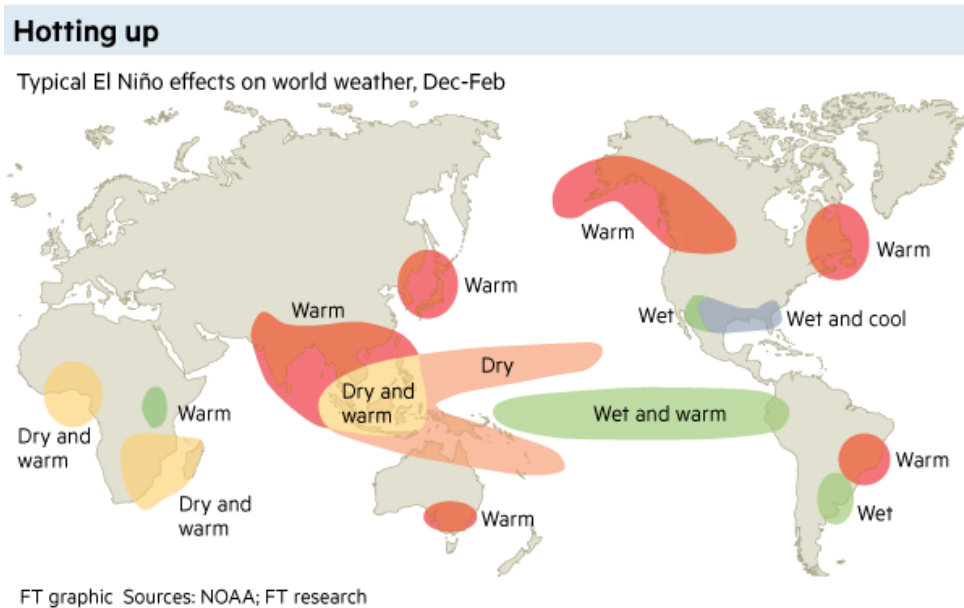 Hotting up
Typical El Niño effects on world weather, Dec-Feb
Warm
Warm
Warm
Warm
Wet
Wet and cool
Dry
Dry and
warm
Wet and warm
Warm
Dry and
warm
Dry and
warm
Warm
Warm
Wet
FT graphic Sources: NOAA; FT research